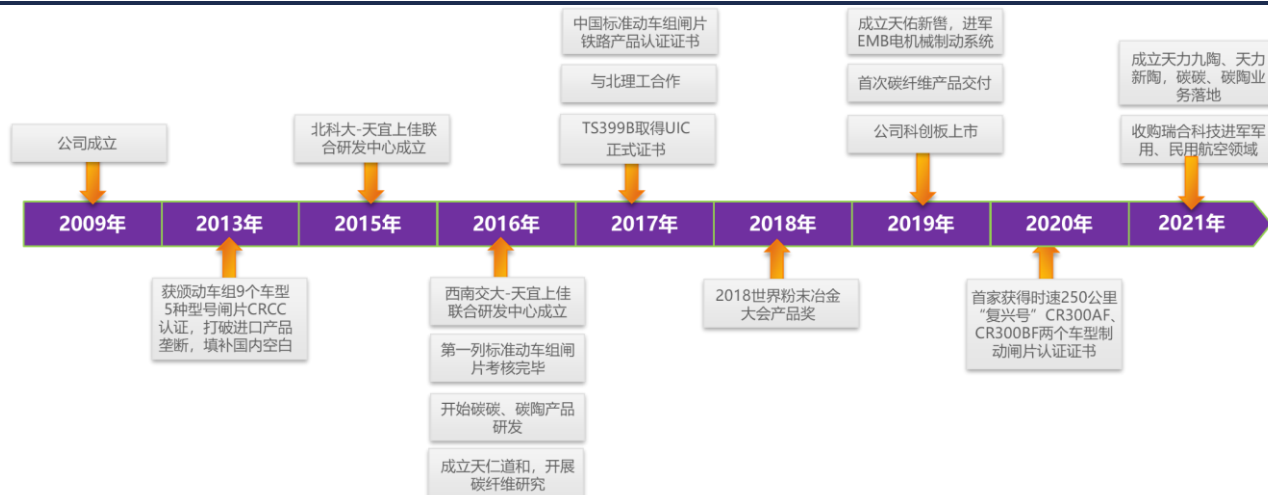 公司成立
北科大-天宜上佳联
合研发中心成立
中国标准动车组闸片
铁路产品认证证书
与北理工合作
TS399B取得UIC
正式证书
成立天佑新辔，进军
EMB电机械制动系统
首次碳纤维产品交付
公司科创板上市
成立天力九陶、天力
新陶，碳碳、碳陶业
务落地
收购瑞合科技进军军
用、民用航空领域
2009年
2013年
2015年
2016年
2017年
2018年
2019年
2020年
2021年
获颁动车组9个车型
5种型号闸片CRCC
认证，打破进口产品
垄断，填补国内空白
西南交大-天宜上佳
联合研发中心成立
第一列标准动车组闸
片考核完毕
开始碳碳、碳陶产品
研发
成立天仁道和，开展
碳纤维研究
2018世界粉末冶金
大会产品奖
首家获得时速250公里
“复兴号”CR300AF、
CR300BF两个车型制
动闸片认证证书